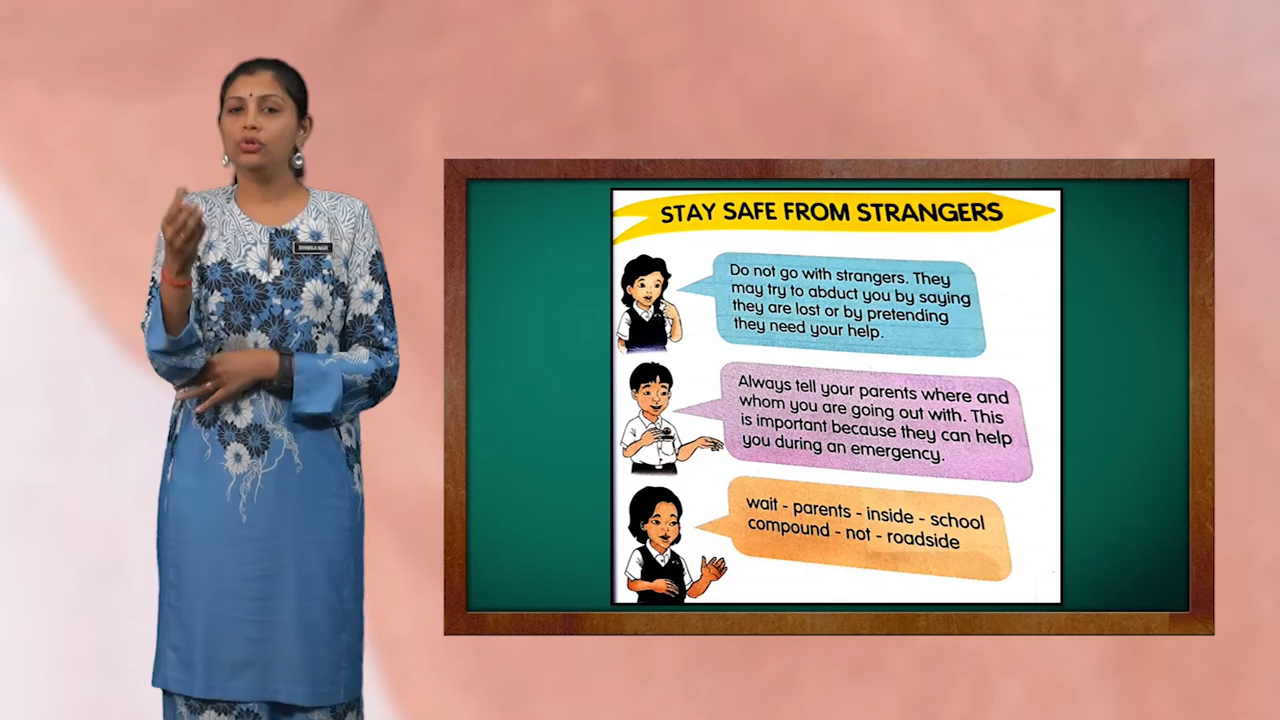 STAY SAFE FROM STRANGERS
Do not go with strangers. They
may try to abduct you by saying
they are lost or by pretending
they need your help.
Always tell your parents where and
whom you are going out with. This
is important because they can help
you during an emergency.
wait - parents - inside - school
compound - not - roadside